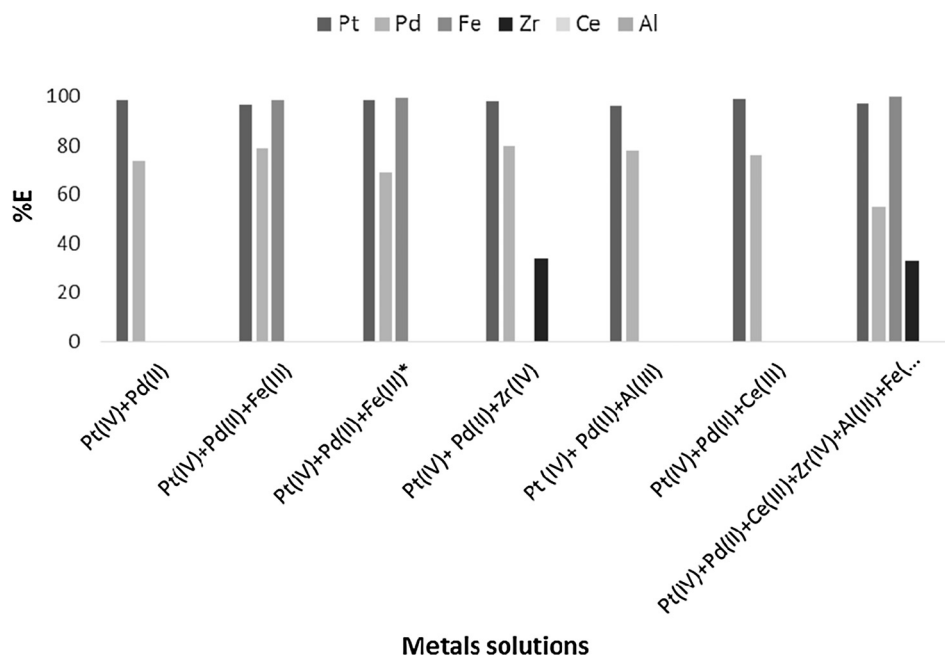 Pt Pd Fe Zr Ce Al
100
80
60
40
20
0
%E
Pt(IV)+Pd(II)
Pt(IV)+Pd(II)+Fe(III)
Pt(IV)+Pd(II)+Fe(III)*
Pt(IV)+ Pd(II)+Zr(IV)
Pt (IV)+ Pd(II)+Al(III)
Pt(IV)+Pd(II)+Ce(III)
Pt(IV)+Pd(II)+Ce(III)+Zr(IV)+Al(III)+Fe(...
Metals solutions